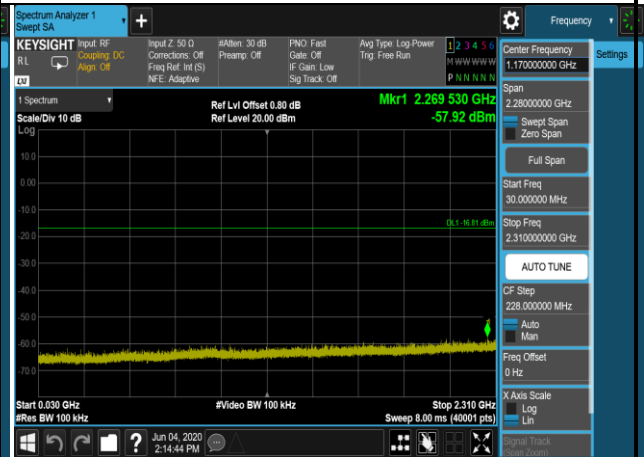 Spectrum Analyzer 1
Swept SA
Frequency
KEYSIGHT
RL
LXI
Input: RF
Coupling: DC
Align: Off
Input Z: 50 Ω
Corrections: Off
Freq Ref: Int (S)
NFE: Adaptive
#Atten: 30 dB
Preamp: Off
PNO: Fast
Gate: Off
IF Gain: Low
Sig Track: Off
Avg Type: Log-Power
Trig: Free Run
1 2 3 4 5 6
M W W W W W
P N N N N N
1 Spectrum
Scale/Div 10 dB
Log
Ref Lvl Offset 0.80 dB
Ref Level 20.00 dBm
Mkr1 2.269 530 GHz
-57.92 dBm
10.0
0.00
-10.0
DL1 -16.81 dBm
-20.0
-30.0
-40.0
-50.0
-60.0
-70.0
Start 0.030 GHz
#Res BW 100 kHz
#Video BW 100 kHz
Stop 2.310 GHz
Sweep 8.00 ms (40001 pts)
Jun 04, 2020
2:14:44 PM
Center Frequency
1.170000000 GHz
Span
2.28000000 GHz
Swept Span
Zero Span
Full Span
Start Freq
30.000000 MHz
Stop Freq
2.310000000 GHz
AUTO TUNE
CF Step
228.000000 MHz
Auto
Man
Freq Offset
0 Hz
X Axis Scale
Log
Lin
Signal Track
(Span Zoom)
Settings